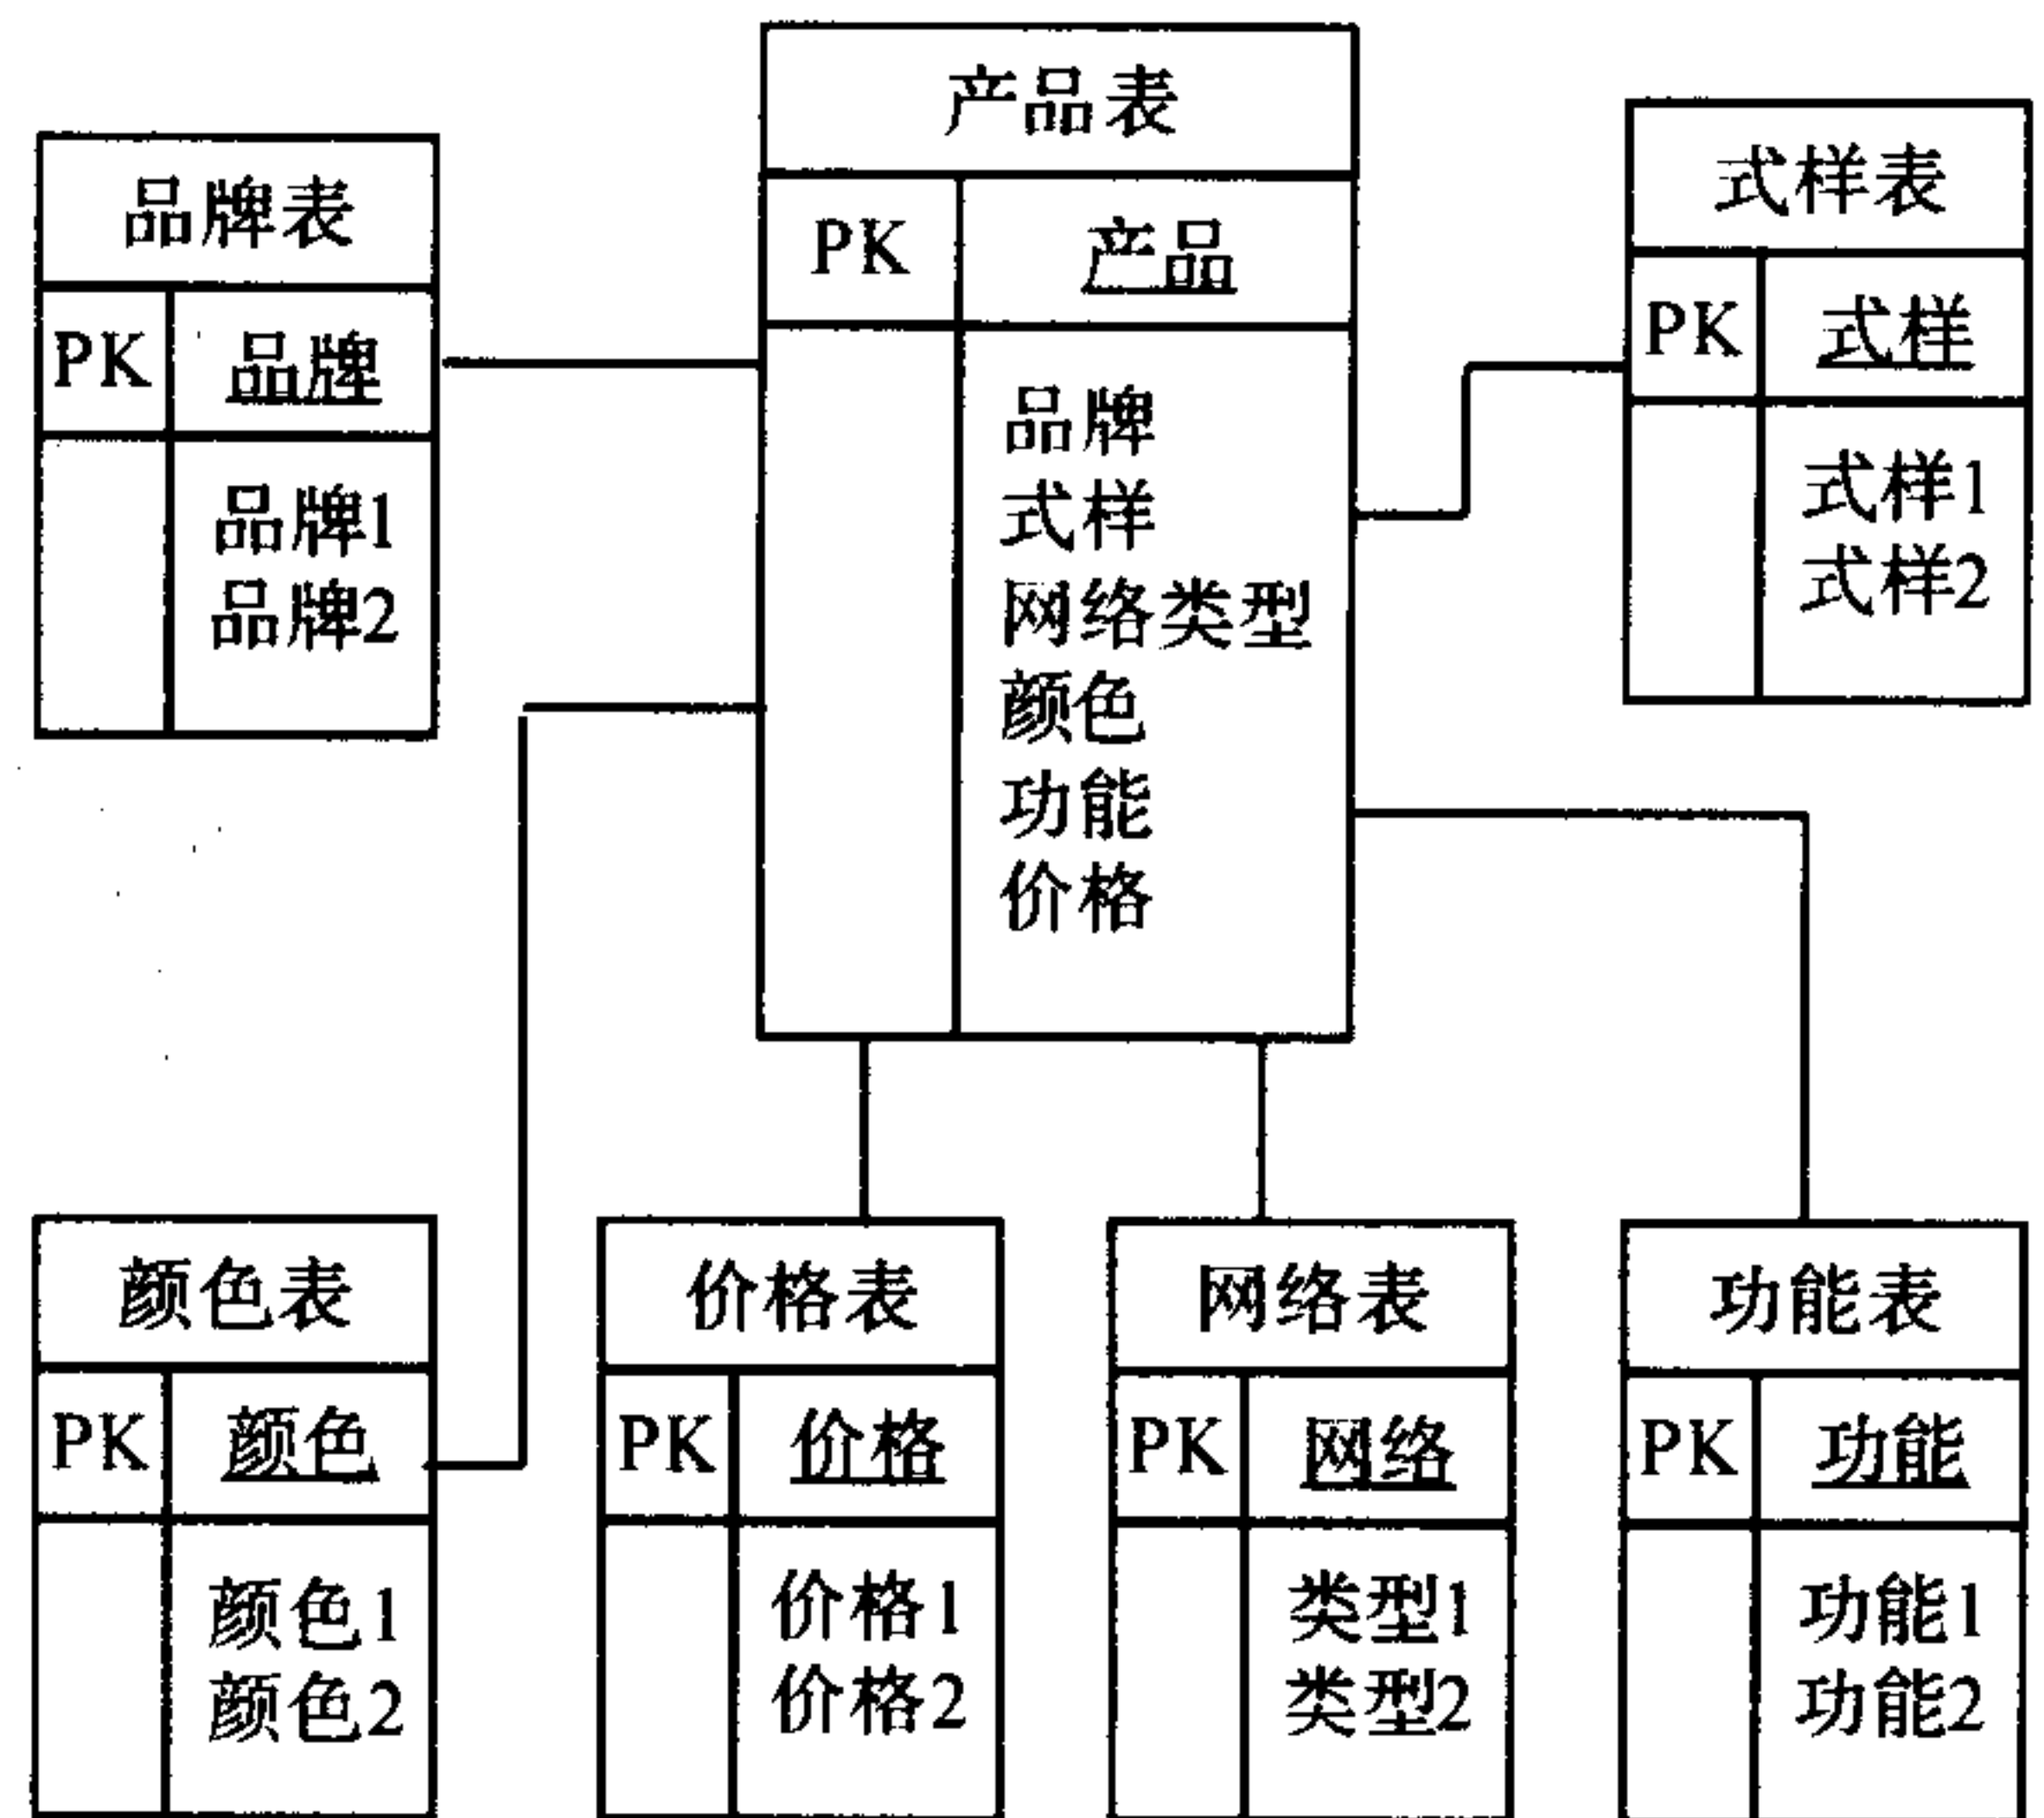 产品表
PK 产品
品牌
式样
网络类型
颜色
功能
价格
品牌表
PK 品牌
品牌1
品牌2
式样表
PK 式样
式样1
式样2
颜色表
PK 颜色
颜色1
颜色2
价格表
PK 价格
价格1
价格2
网络表
PK 网络
类型1
类型2
功能表
PK 功能
功能1
功能2